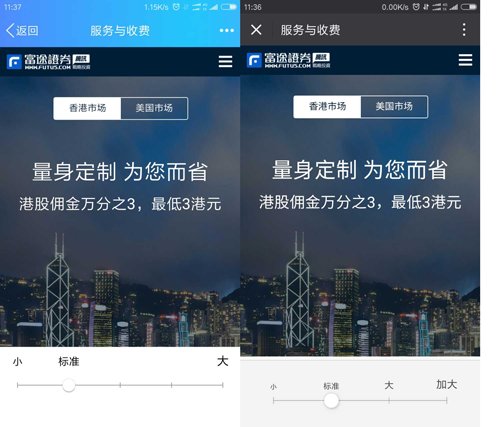 11:37
1.15K/s
返回
服务与收费
富途證券
WWW.FUTU5.COM
香港市场
美国市场
量身定制 为您而省
港股佣金万分之3，最低3港元
小
标准
大
11:36
0.00K/s
服务与收费
富途證券
WWW.FUTU5.COM
香港市场
美国市场
量身定制 为您而省
港股佣金万分之3，最低3港元
小
标准
大
加大